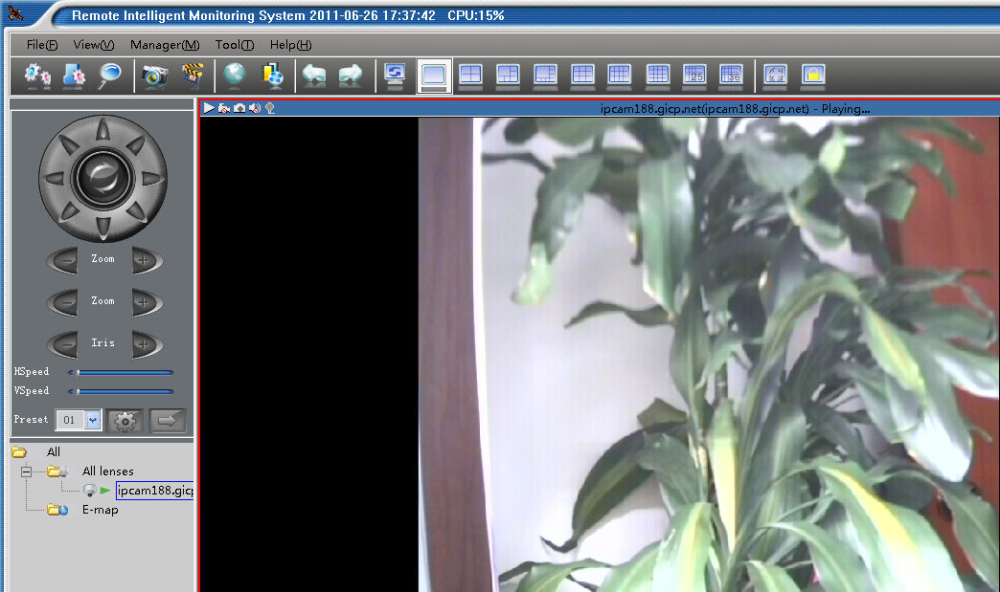 Remote Intelligent Monitoring System 2011-06-26 17:37:42 CPU:15%
File(F) View(V) Manager(M) Tool(T) Help(H)
25 36
ipcam188.gicp.net(ipcam188.gicp.net) - Playing...
Zoom
Zoom
Iris
HSpeed
VSpeed
Preset 01
All
All lenses
ipcam188.gicp
E-map